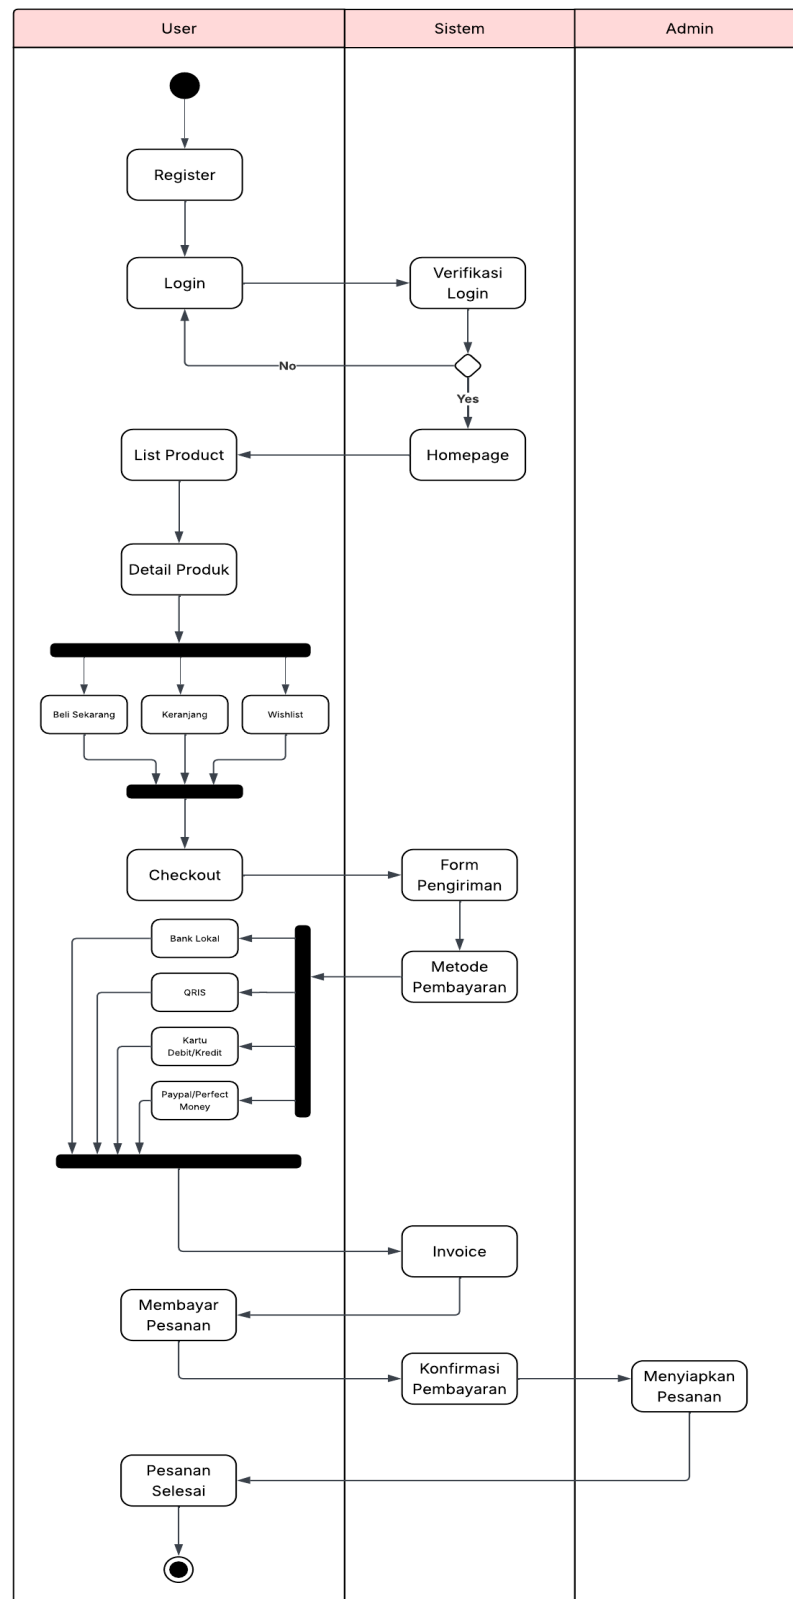 User
Sistem
Admin
Register
Login
Verifikasi
Login
No
Yes
List Product
Homepage
Detail Produk
Beli Sekarang
Keranjang
Wishlist
Checkout
Form
Pengiriman
Bank Lokal
Metode
Pembayaran
QRIS
Kartu
Debit/Kredit
Paypal/Perfect
Money
Invoice
Membayar
Pesanan
Konfirmasi
Pembayaran
Menyiapkan
Pesanan
Pesanan
Selesai